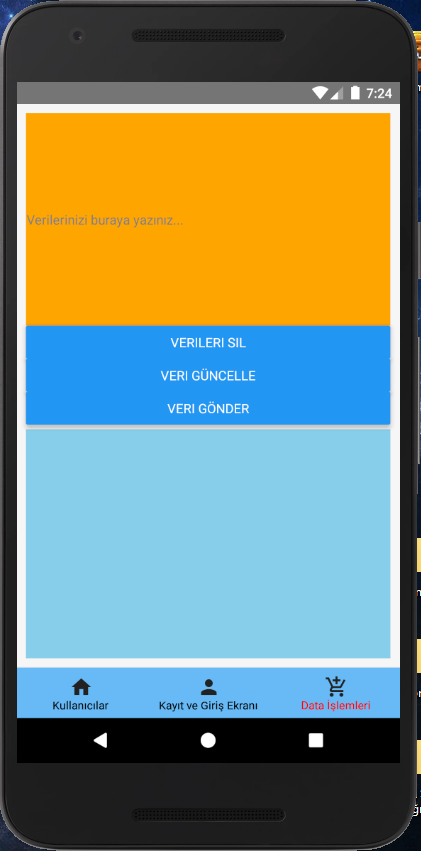 7:24
Verilerinizi buraya yazınız...
VERILERI SIL
VERI GÜNCELLE
VERI GÖNDER
Kullanıcılar
Kayıt ve Giriş Ekranı
Data İşlemleri